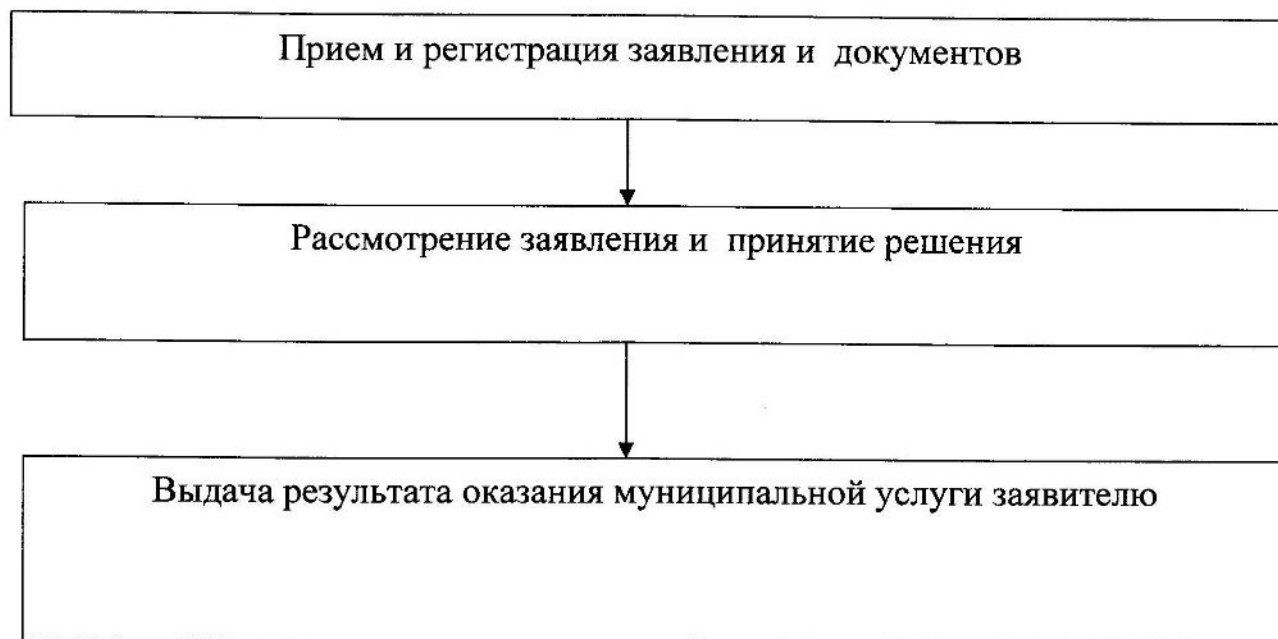 Прием и регистрация заявления и документов
Рассмотрение заявления и принятие решения
Выдача результата оказания муниципальной услуги заявителю